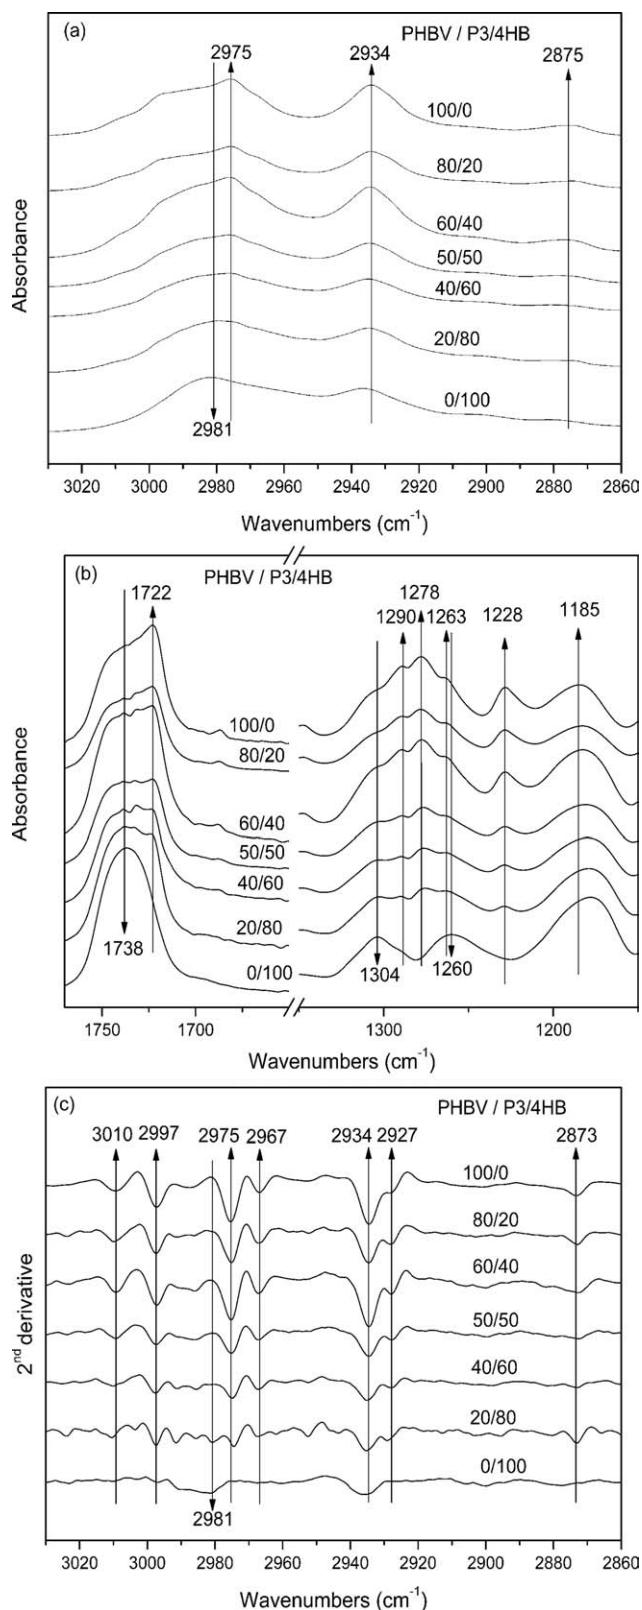 (a)
PHBV / P3/4HB
2975
2934
2875
100/0
80/20
60/40
50/50
40/60
20/80
0/100
2981
Absorbance
3020 3000 2980 2960 2940 2920 2900 2880 2860
Wavenumbers (cm⁻¹)
(b)
PHBV / P3/4HB
1722
1278
1290
1263
1228
1185
100/0
80/20
60/40
50/50
40/60
20/80
0/100
1738
1304
1260
Absorbance
1750 1700 1300 1200
Wavenumbers (cm⁻¹)
(c)
PHBV / P3/4HB
3010 2997 2975 2967 2934 2927 2873
100/0
80/20
60/40
50/50
40/60
20/80
0/100
2981
2ⁿᵈ derivative
3020 3000 2980 2960 2940 2920 2900 2880 2860
Wavenumbers (cm⁻¹)